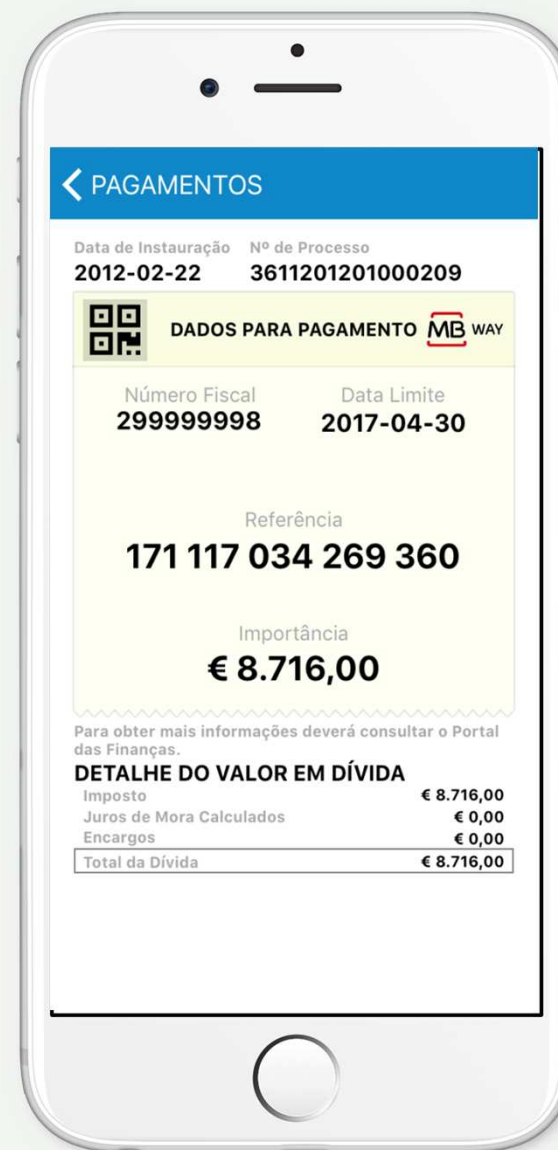 PAGAMENTOS
Data de Instauração Nº de Processo
2012-02-22 3611201201000209
DADOS PARA PAGAMENTO MB WAY
Número Fiscal Data Limite
299999998 2017-04-30
Referência
171 117 034 269 360
Importância
€ 8.716,00
Para obter mais informações deverá consultar o Portal
das Finanças.
DETALHE DO VALOR EM DÍVIDA
Imposto € 8.716,00
Juros de Mora Calculados € 0,00
Encargos € 0,00
Total da Dívida € 8.716,00